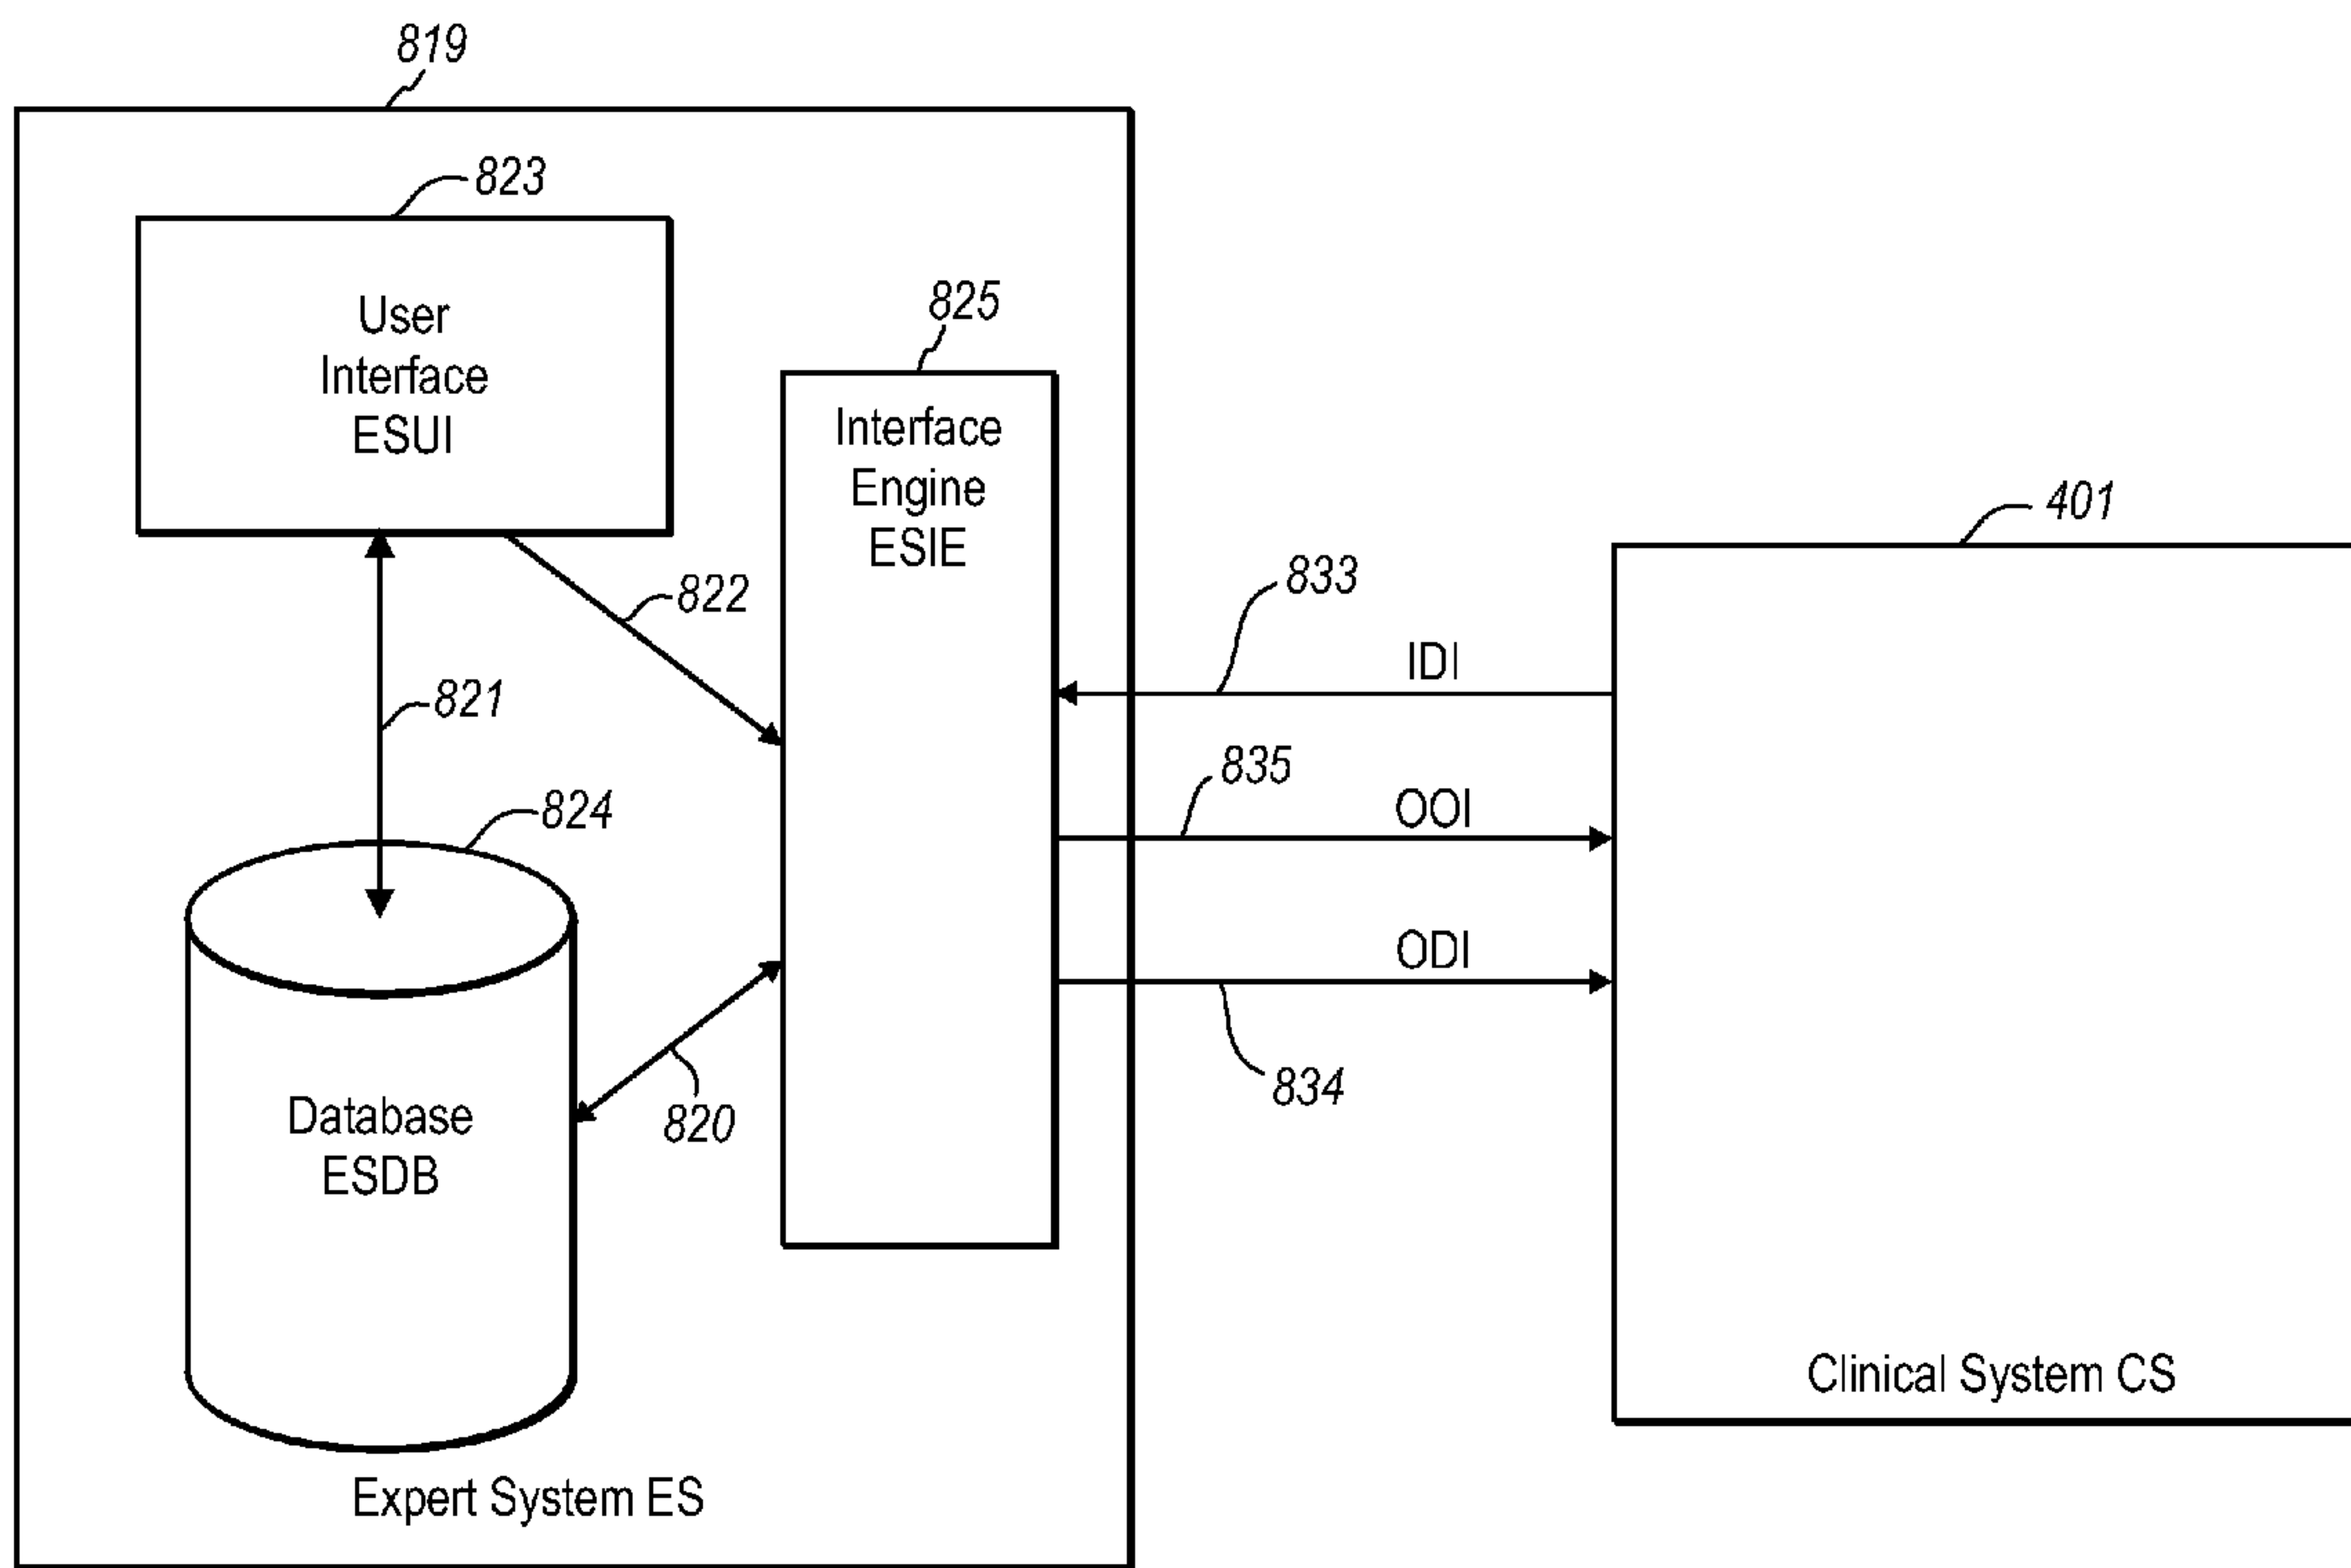 819
823
User
Interface
ESUI
825
Interface
Engine
ESIE
401
822
833
IDI
821
835
OOI
824
ODI
834
820
Database
ESDB
Clinical System CS
Expert System ES